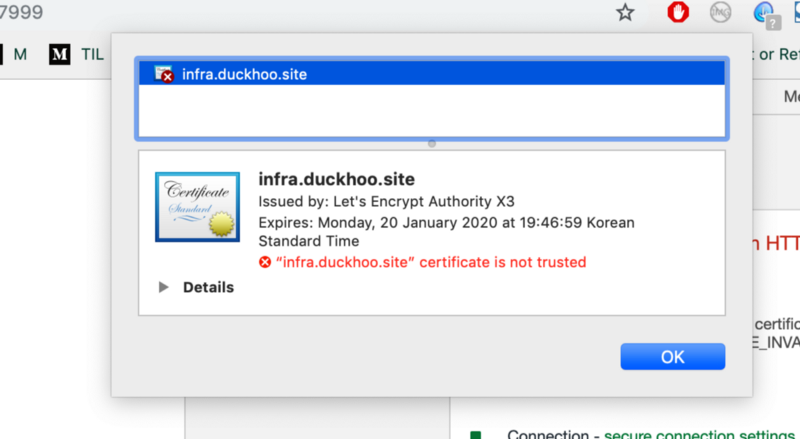 7999
M M TIL
infra.duckhoo.site
or Ref
Certificate
Standard
infra.duckhoo.site
Issued by: Let's Encrypt Authority X3
Expires: Monday, 20 January 2020 at 19:46:59 Korean
Standard Time
"infra.duckhoo.site" certificate is not trusted
Details
HTT
certific
E_INVA
OK
Connection - secure connection settings